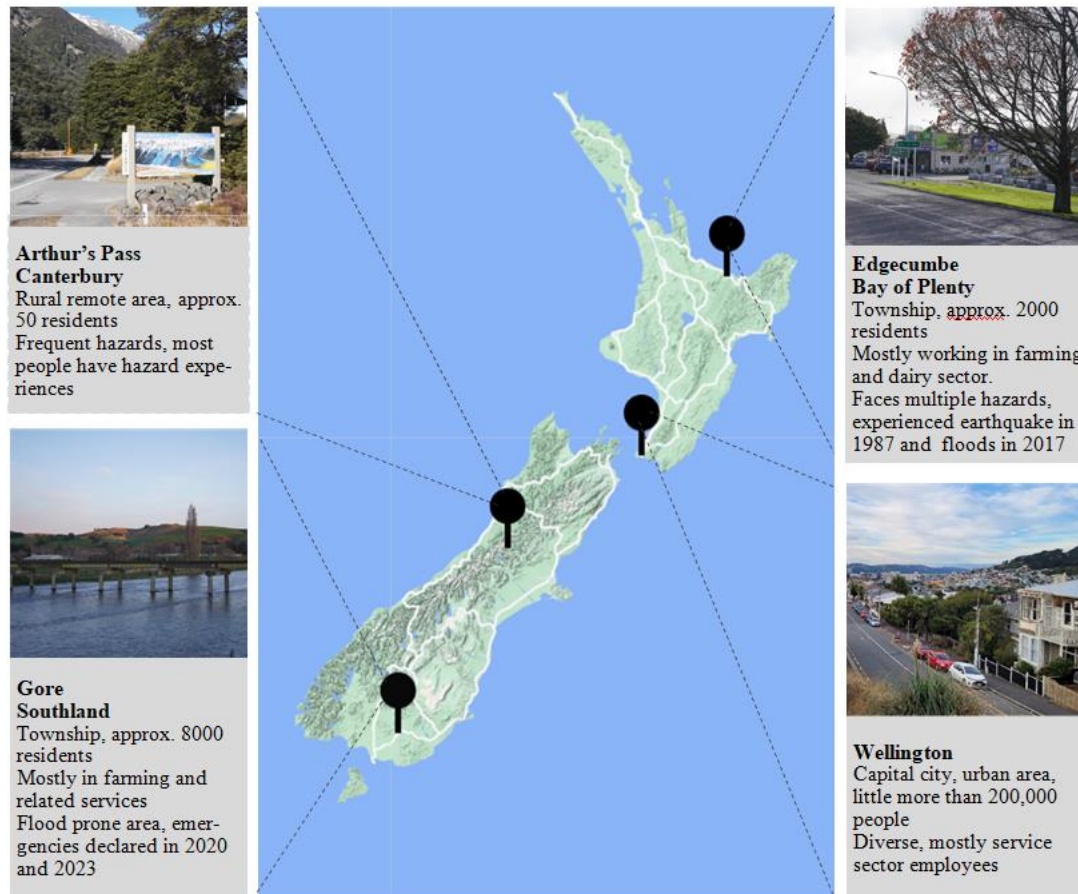 Arthur’s Pass
Canterbury
Rural remote area, approx.
50 residents
Frequent hazards, most
people have hazard expe-
riences
Gore
Southland
Township, approx. 8000
residents
Mostly in farming and
related services
Flood prone area, emer-
gencies declared in 2020
and 2023
Edgecumbe
Bay of Plenty
Township, approx. 2000
residents
Mostly working in farming
and dairy sector.
Faces multiple hazards,
experienced earthquake in
1987 and floods in 2017
Wellington
Capital city, urban area,
little more than 200,000
people
Diverse, mostly service
sector employees